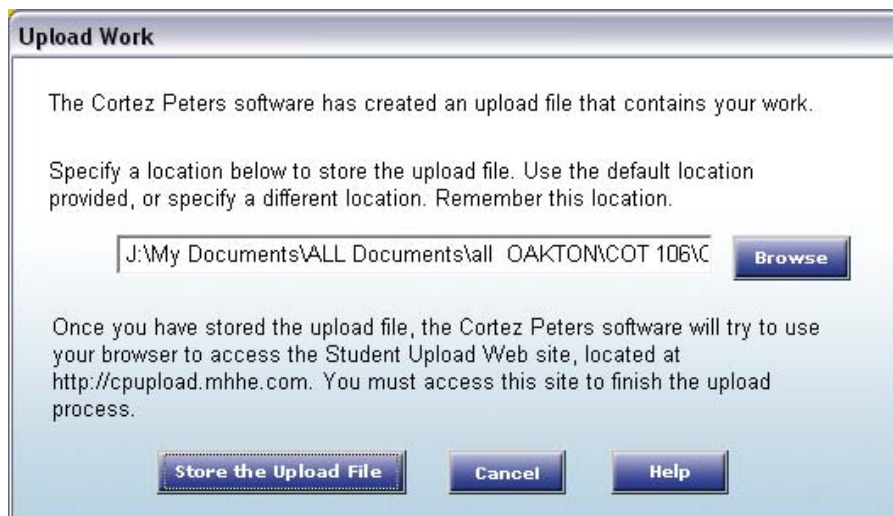 Upload Work
The Cortez Peters software has created an upload file that contains your work.
Specify a location below to store the upload file. Use the default location
provided, or specify a different location. Remember this location.
J:\My Documents\ALL Documents\all  OAKTON\COT 106\C
Browse
Once you have stored the upload file, the Cortez Peters software will try to use
your browser to access the Student Upload Web site, located at
http://cpupload.mhhe.com. You must access this site to finish the upload
process.
Store the Upload File
Cancel
Help